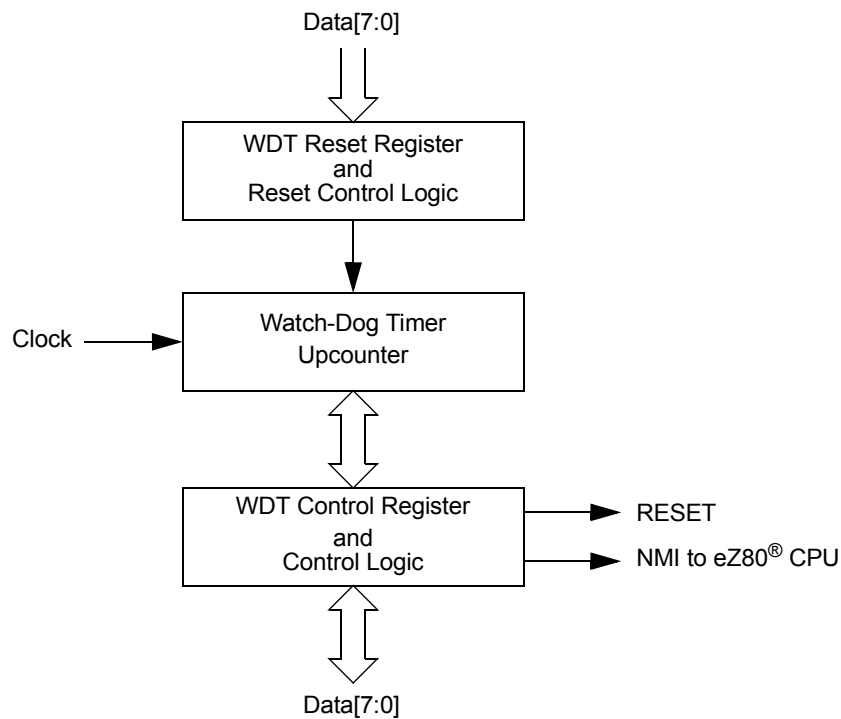 Data[7:0]
WDT Reset Register
and
Reset Control Logic
Clock
Watch-Dog Timer
Upcounter
WDT Control Register
and
Control Logic
RESET
NMI to eZ80® CPU
Data[7:0]